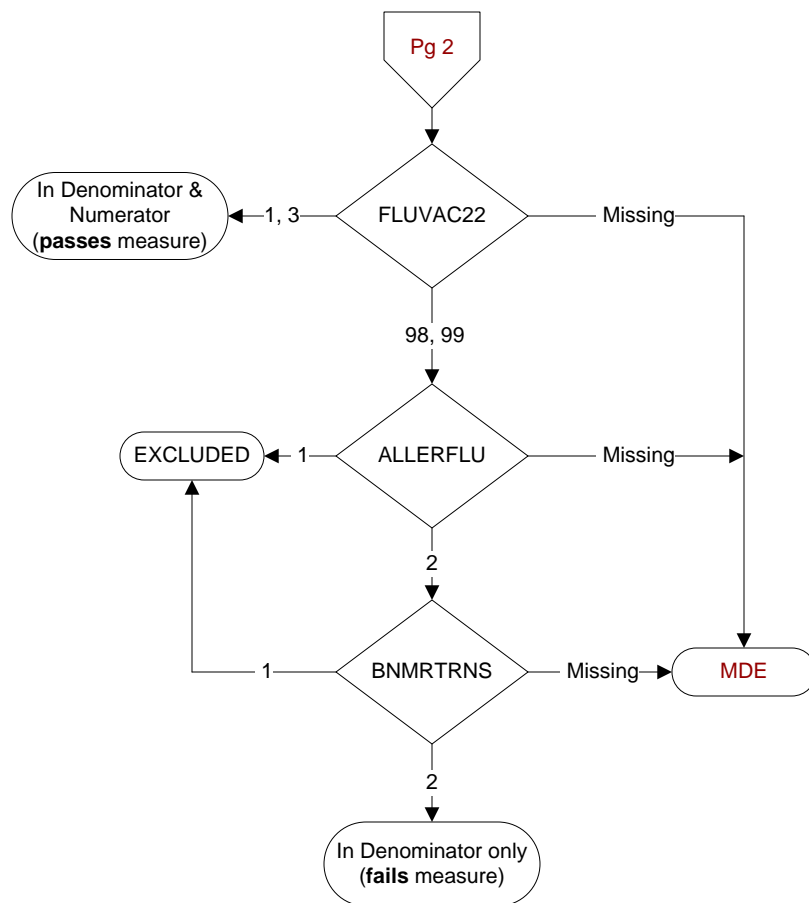 Pg 2
In Denominator &
Numerator
(passes measure)
1, 3
FLUVAC22
Missing
98, 99
EXCLUDED
1
ALLERFLU
Missing
2
1
BNMRTRNS
Missing
MDE
2
In Denominator only
(fails measure)